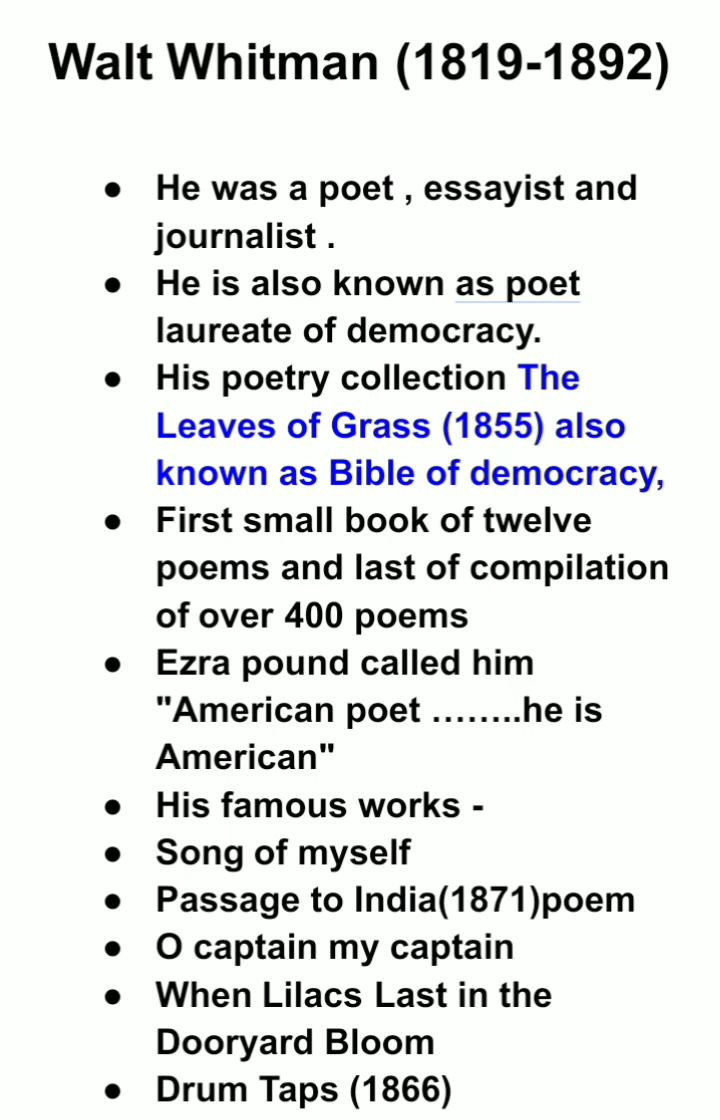 Walt Whitman (1819-1892)
● He was a poet , essayist and
journalist .
● He is also known as poet
laureate of democracy.
● His poetry collection The
Leaves of Grass (1855) also
known as Bible of democracy,
● First small book of twelve
poems and last of compilation
of over 400 poems
● Ezra pound called him
"American poet ........he is
American"
● His famous works -
● Song of myself
● Passage to India(1871)poem
● O captain my captain
● When Lilacs Last in the
Dooryard Bloom
● Drum Taps (1866)